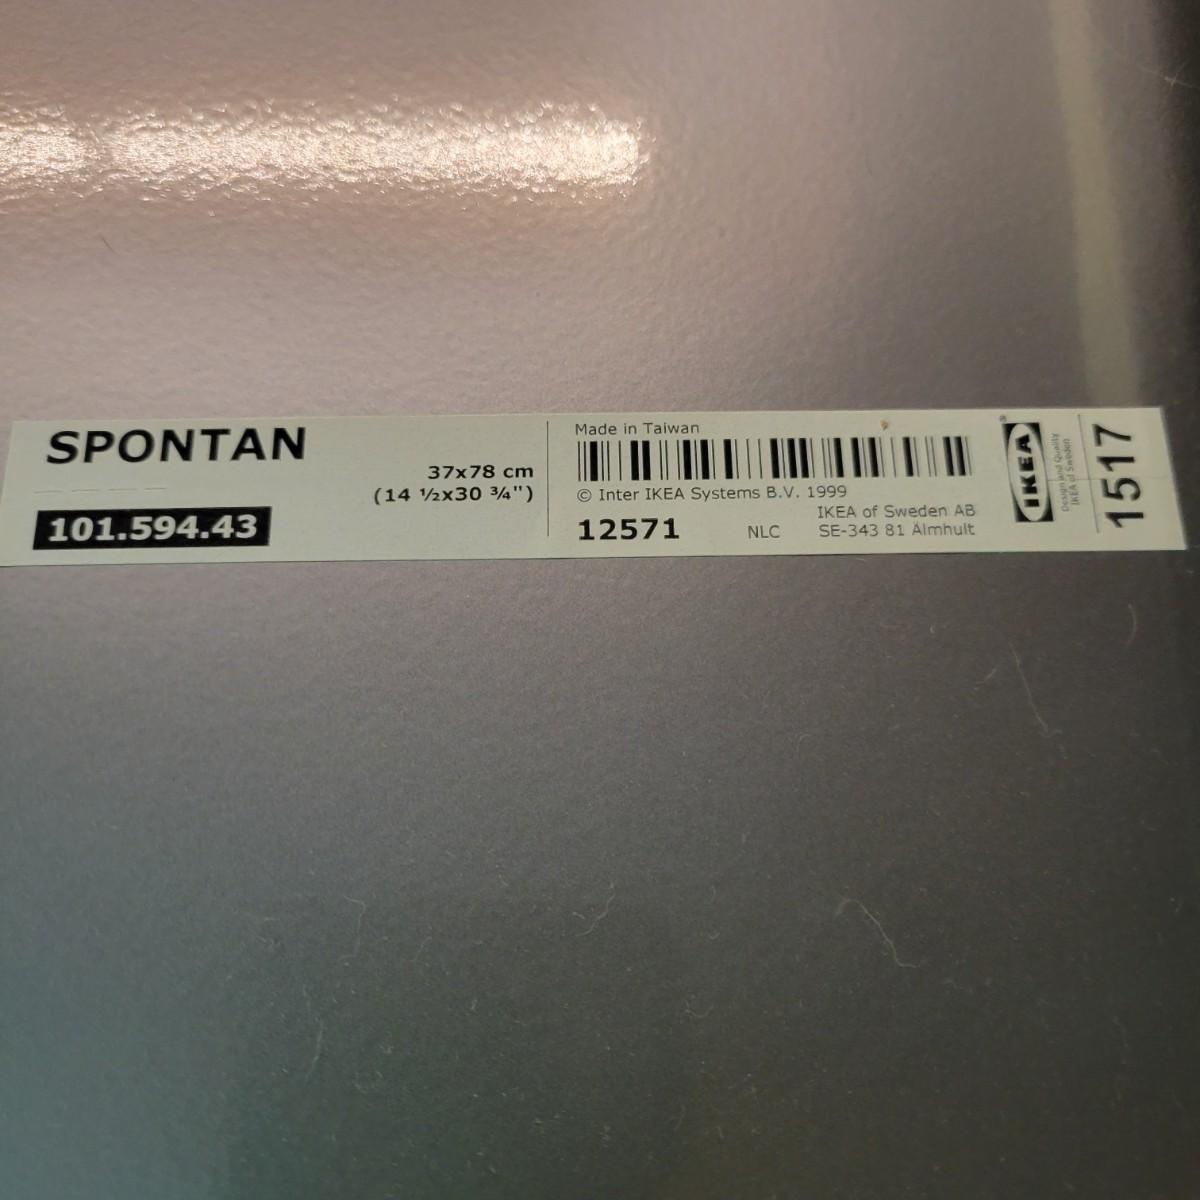 SPONTAN
37x78 cm
(14 ½x30 ¾")
101.594.43
Made in Taiwan
© Inter IKEA Systems B.V. 1999
12571
NLC
IKEA of Sweden AB
SE-343 81 Älmhult
IKEA®
Design and Quality
IKEA of Sweden
1517